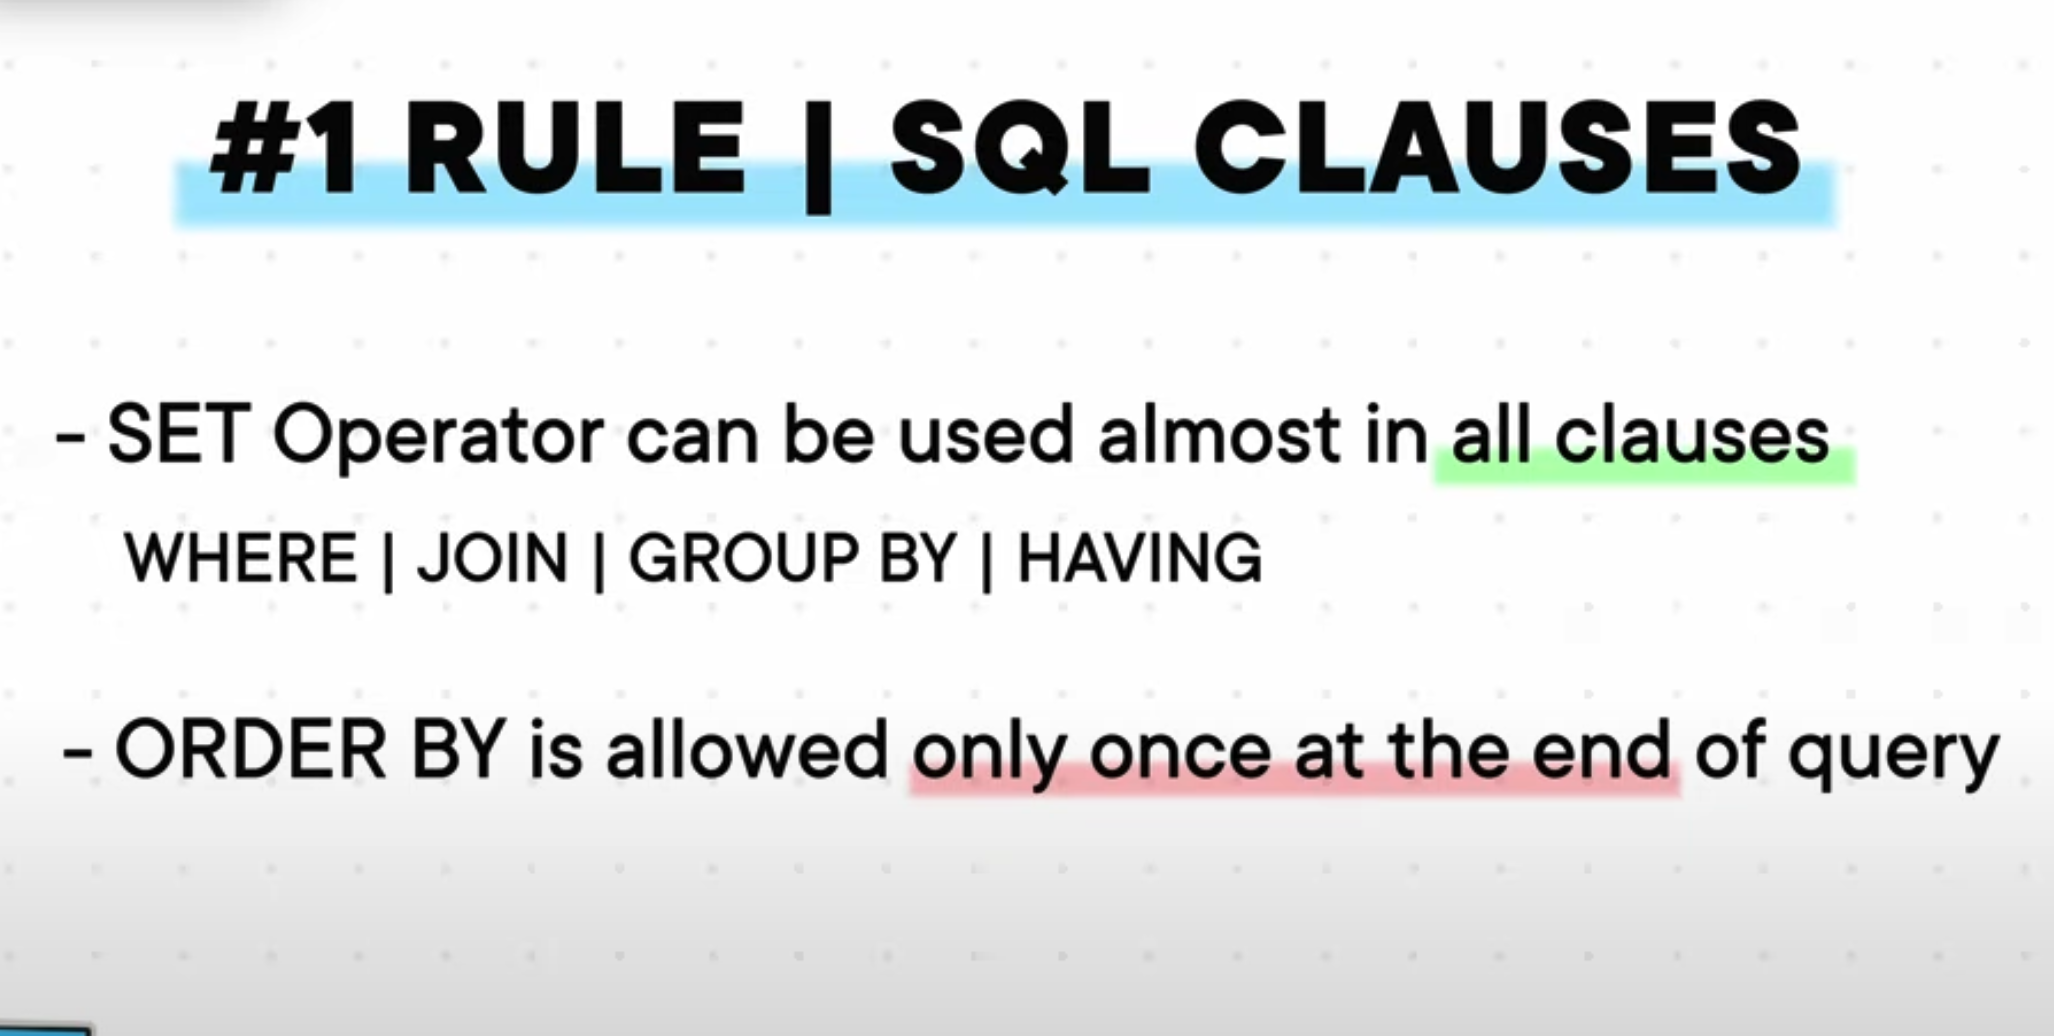 #1 RULE | SQL CLAUSES
- SET Operator can be used almost in all clauses
WHERE | JOIN | GROUP BY | HAVING
- ORDER BY is allowed only once at the end of query